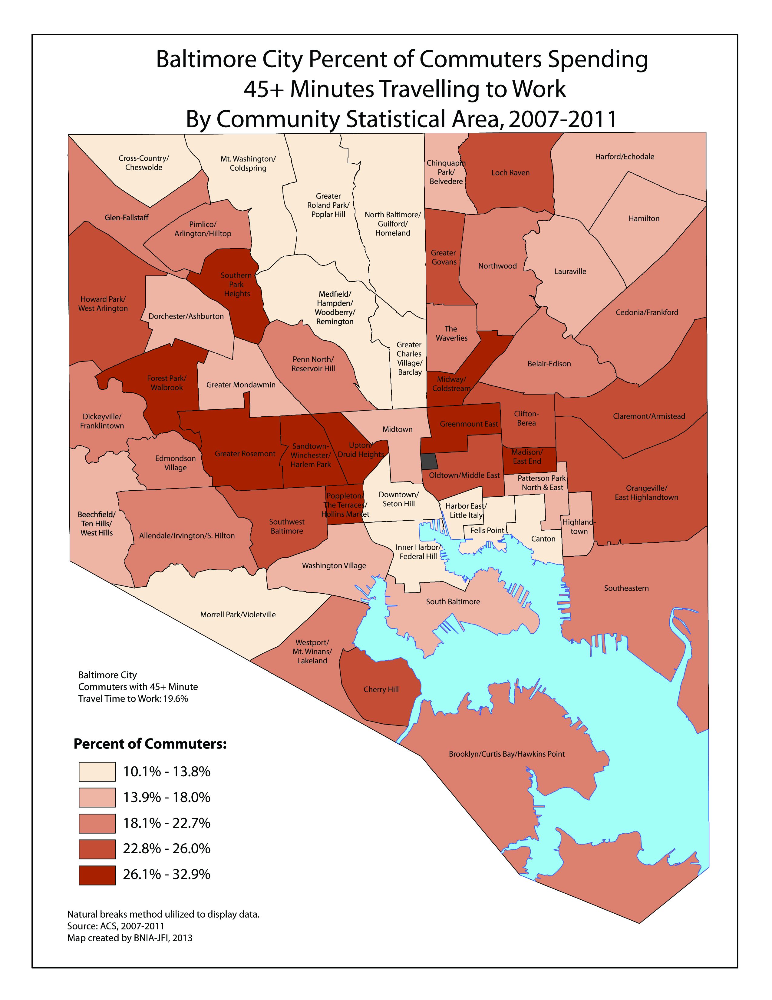 Baltimore City Percent of Commuters Spending
45+ Minutes Travelling to Work
By Community Statistical Area, 2007-2011
Cross-Country/
Cheswolde
Mt. Washington/
Coldspring
Greater
Roland Park/
Poplar Hill
North Baltimore/
Guilford/
Homeland
Chinquapin
Park/
Belvedere
Loch Raven
Harford/Echodale
Hamilton
Glen-Fallstaff
Pimlico/
Arlington/Hilltop
Greater
Govans
Northwood
Lauraville
Southern
Park
Heights
Howard Park/
West Arlington
Dorchester/Ashburton
Medfield/
Hampden/
Woodberry/
Remington
The
Waverlies
Cedonia/Frankford
Greater
Charles
Village/
Barclay
Penn North/
Reservoir Hill
Belair-Edison
Forest Park/
Walbrook
Greater Mondawmin
Midway/
Coldstream
Dickeyville/
Franklintown
Midtown
Greenmount East
Clifton-
Berea
Claremont/Armistead
Edmondson
Village
Greater Rosemont
Sandtown-
Winchester/
Harlem Park
Upton/
Druid Heights
Madison/
East End
Oldtown/Middle East
Patterson Park
North & East
Orangeville/
East Highlandtown
Poppleton/
The Terraces/
Hollins Market
Downtown/
Seton Hill
Harbor East/
Little Italy
Beechfield/
Ten Hills/
West Hills
Allendale/Irvington/S. Hilton
Southwest
Baltimore
Fells Point
Highland-
town
Canton
Inner Harbor/
Federal Hill
Washington Village
Southeastern
South Baltimore
Morrell Park/Violetville
Westport/
Mt. Winans/
Lakeland
Cherry Hill
Brooklyn/Curtis Bay/Hawkins Point
Baltimore City
Commuters with 45+ Minute
Travel Time to Work: 19.6%
Percent of Commuters:
10.1% - 13.8%
13.9% - 18.0%
18.1% - 22.7%
22.8% - 26.0%
26.1% - 32.9%
Natural breaks method ulilized to display data.
Source: ACS, 2007-2011
Map created by BNIA-JFI, 2013